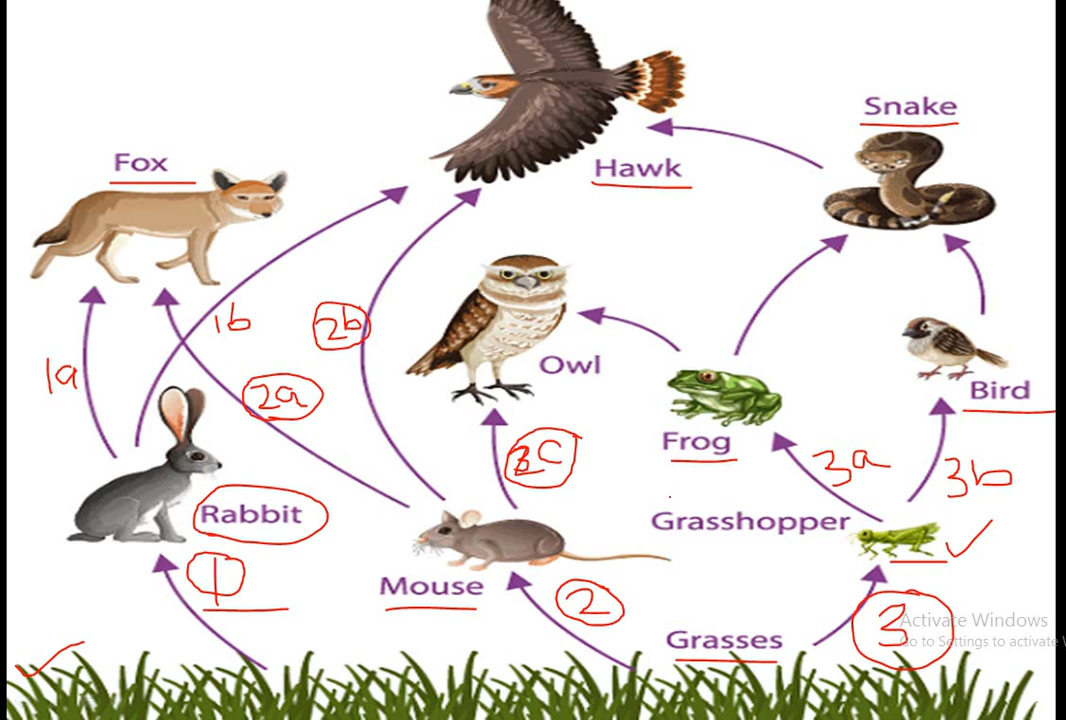 Snake
Fox
Hawk
1b
2b
Owl
1a
2a
Bird
Frog
3a
3b
Rabbit
Grasshopper
1
Mouse
2
Grasses
3
Activate Windows
Go to Settings to activate W